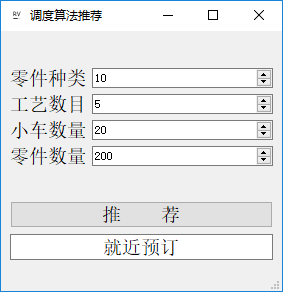 调度算法推荐
零件种类 10
工艺数目 5
小车数量 20
零件数量 200
推 荐
就近预订